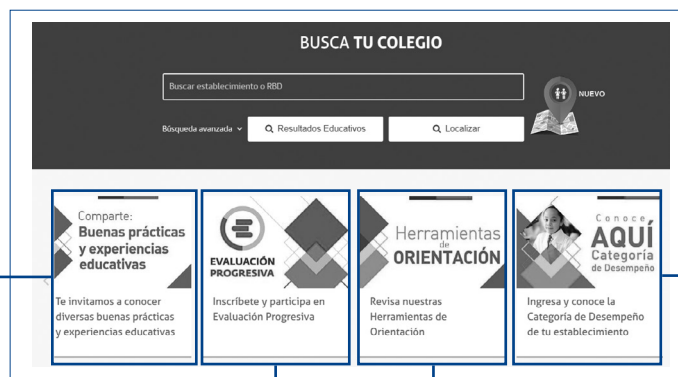 BUSCA TU COLEGIO
Buscar establecimiento o RBD
NUEVO
Búsqueda avanzada
Resultados Educativos
Localizar
Comparte:
Buenas prácticas
y experiencias
educativas
Te invitamos a conocer
diversas buenas prácticas
y experiencias educativas
EVALUACIÓN
PROGRESIVA
Inscríbete y participa en
Evaluación Progresiva
Herramientas
de
ORIENTACIÓN
Revisa nuestras
Herramientas de
Orientación
Conoce
AQUÍ
Categoría
de Desempeño
Ingresa y conoce la
Categoría de Desempeño
de tu establecimiento